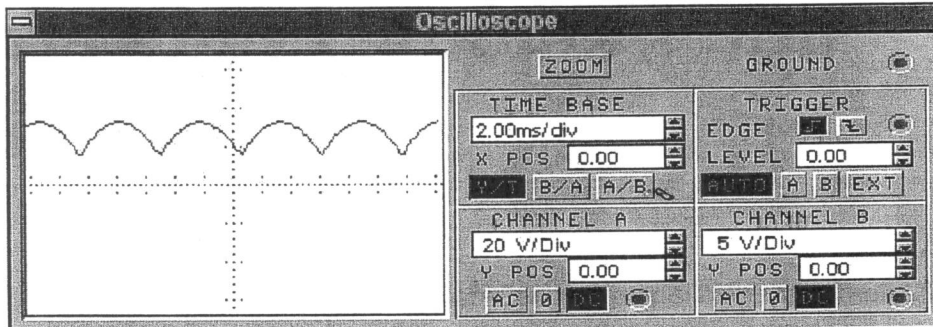 Oscilloscope
ZOOM
GROUND
TIME BASE
2.00ms/div
X POS 0.00
Y/T B/A A/B
TRIGGER
EDGE
LEVEL 0.00
AUTO A B EXT
CHANNEL A
20 V/Div
Y POS 0.00
AC 0 DC
CHANNEL B
5 V/Div
Y POS 0.00
AC 0 DC